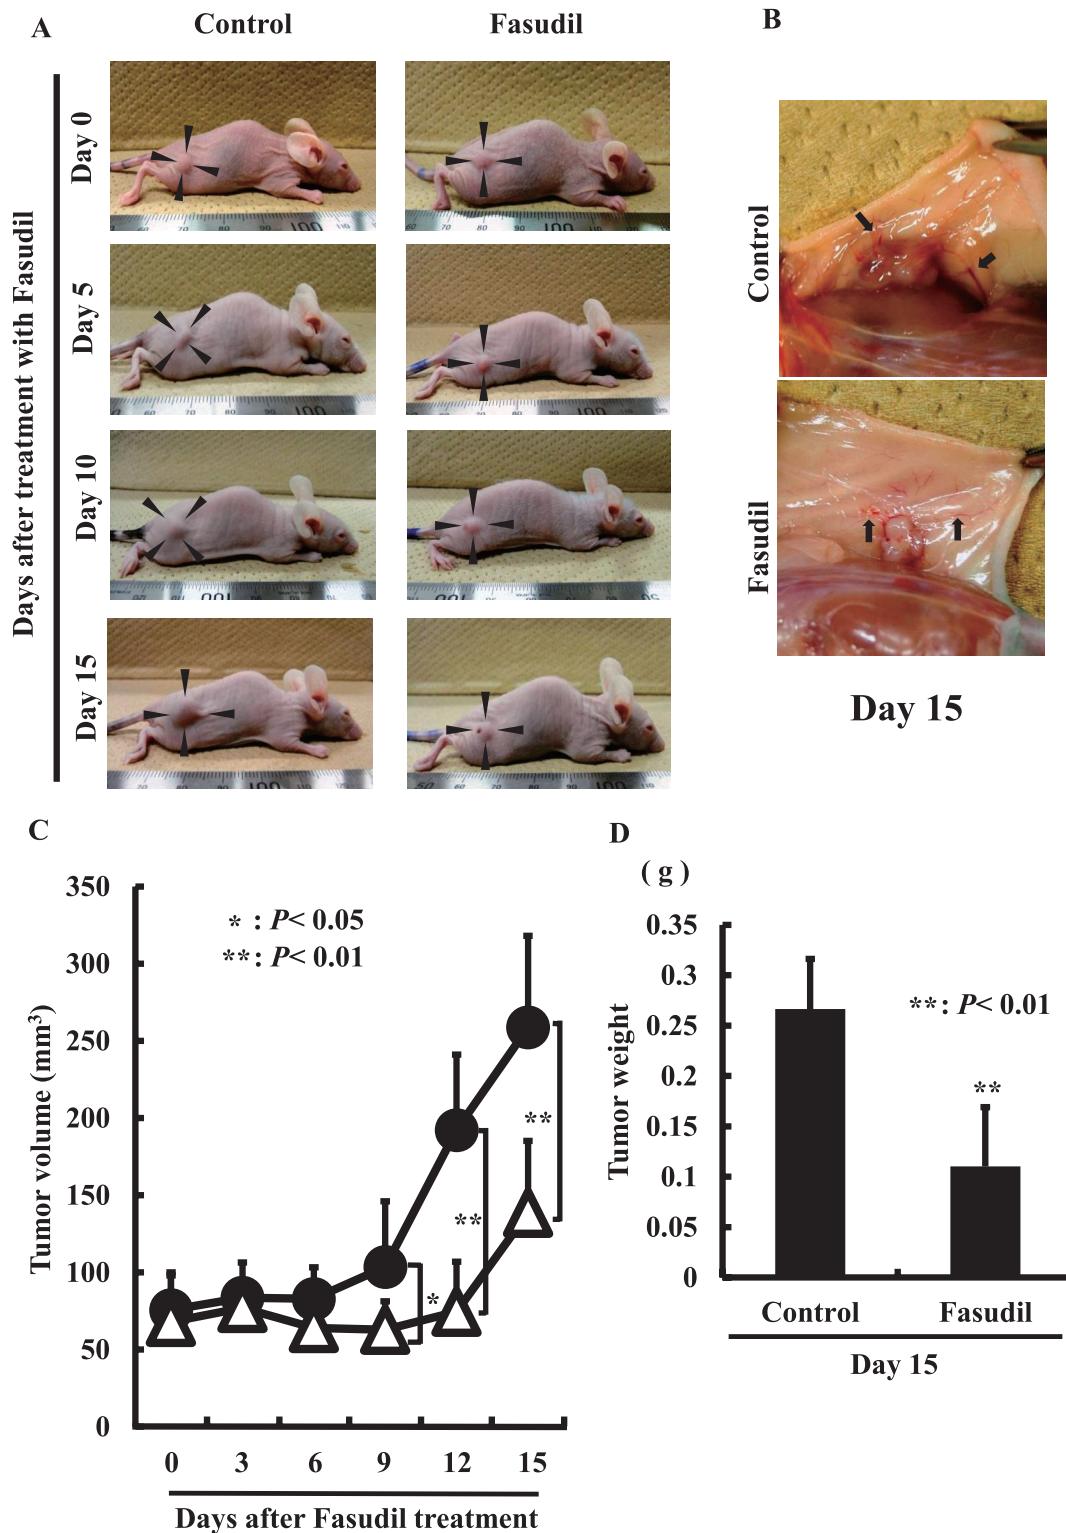 A
Control
Fasudil
B
Days after treatment with Fasudil
Day 0
Day 5
Day 10
Day 15
Control
Fasudil
Day 15
C
350
300
250
200
150
100
50
0
Tumor volume (mm³)
* : P< 0.05
** : P< 0.01
*
**
**
0 3 6 9 12 15
Days after Fasudil treatment
D
( g )
0.35
0.3
0.25
0.2
0.15
0.1
0.05
0
Tumor weight
** : P< 0.01
**
Control Fasudil
Day 15